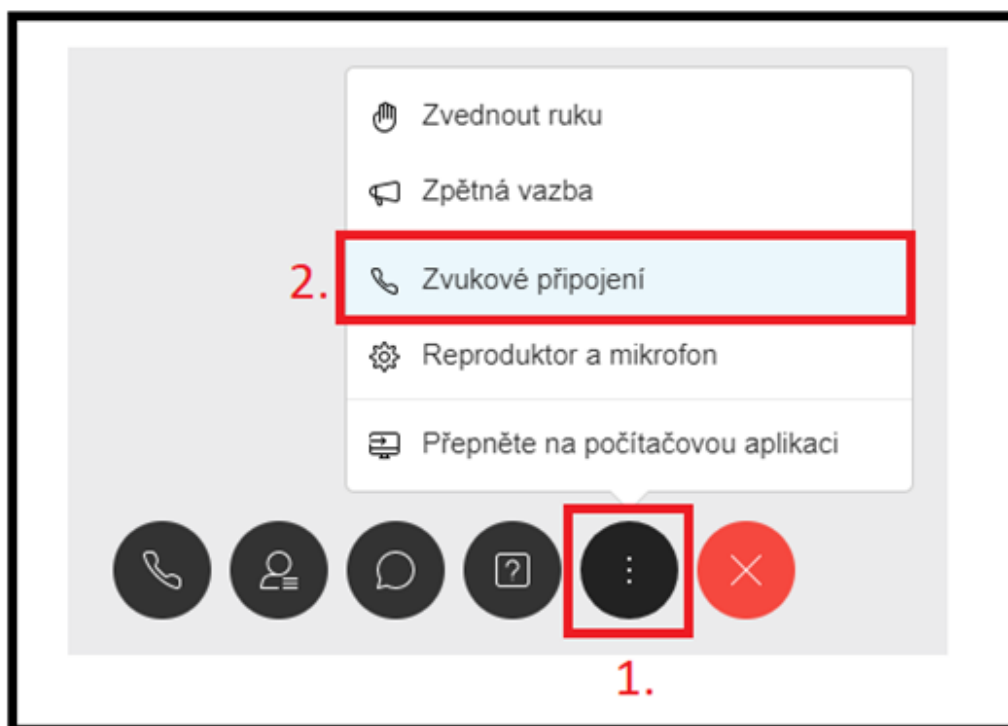 Zvednout ruku
Zpětná vazba
2.
Zvukové připojení
Reproduktor a mikrofon
Přepněte na počítačovou aplikaci
?
1.